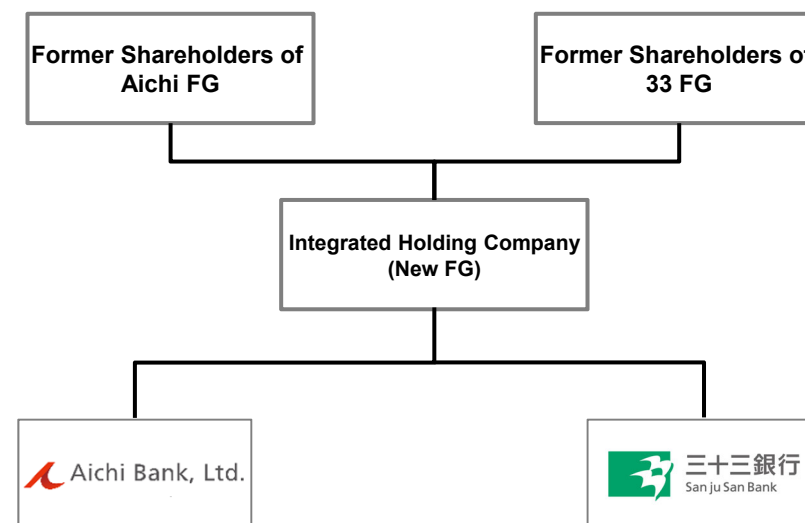 Former Shareholders of
Aichi FG
Former Shareholders of
33 FG
Integrated Holding Company
(New FG)
Aichi Bank, Ltd.
三十三銀行
San ju San Bank